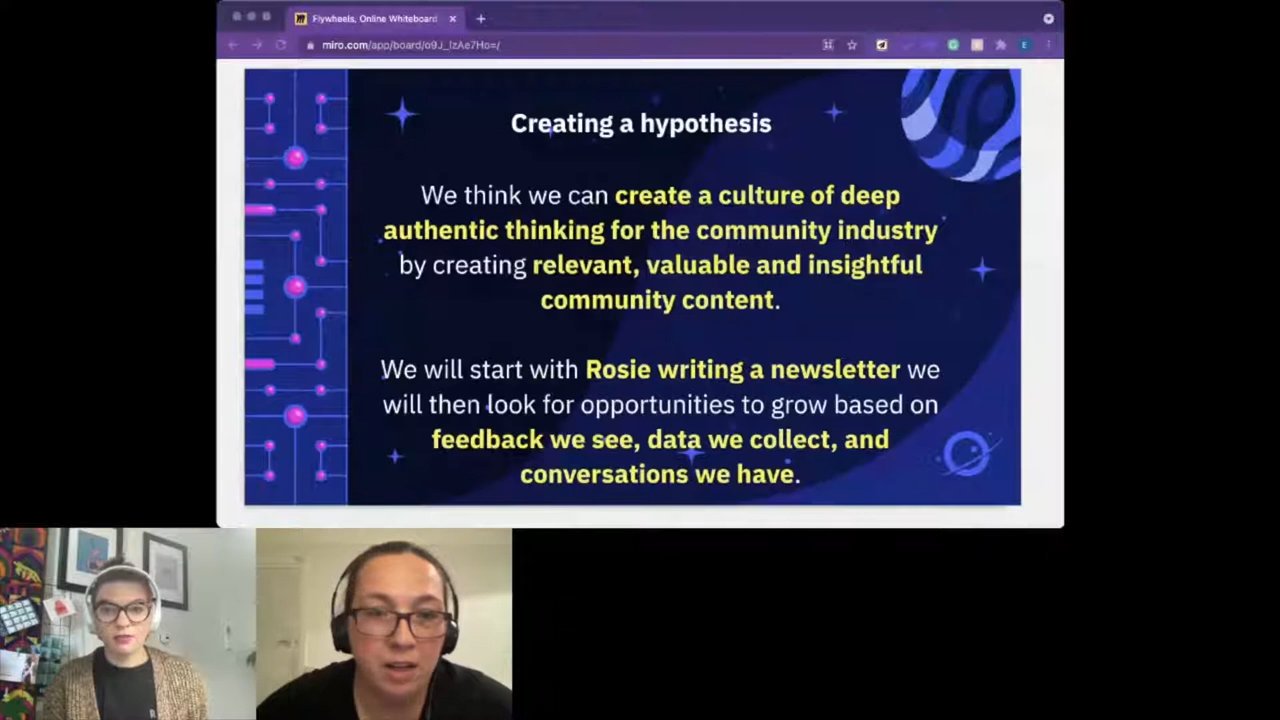 Flywheels, Online Whiteboard
miro.com/app/board/o9J_lzAe7Ho=/
Creating a hypothesis
We think we can create a culture of deep
authentic thinking for the community industry
by creating relevant, valuable and insightful
community content.
We will start with Rosie writing a newsletter we
will then look for opportunities to grow based on
feedback we see, data we collect, and
conversations we have.